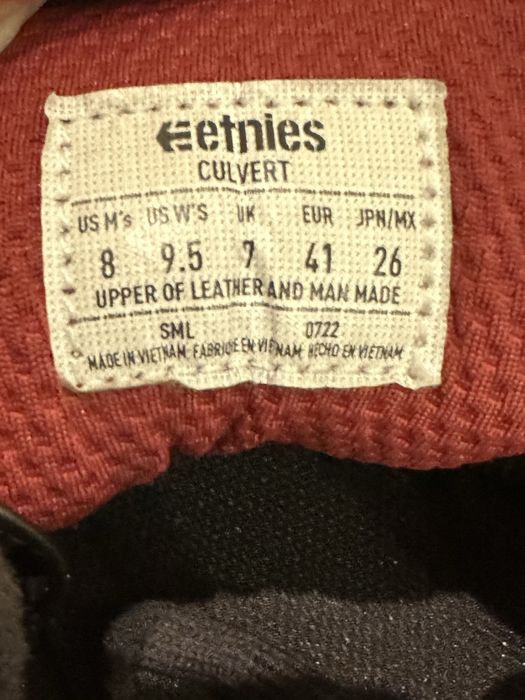 etnies
CULVERT
US M's US W'S UK EUR JPN/MX
8 9.5 7 41 26
UPPER OF LEATHER AND MAN MADE
SML 0722
MADE IN VIETNAM FABRIQUE EN VIETNAM HECHO EN VIETNAM